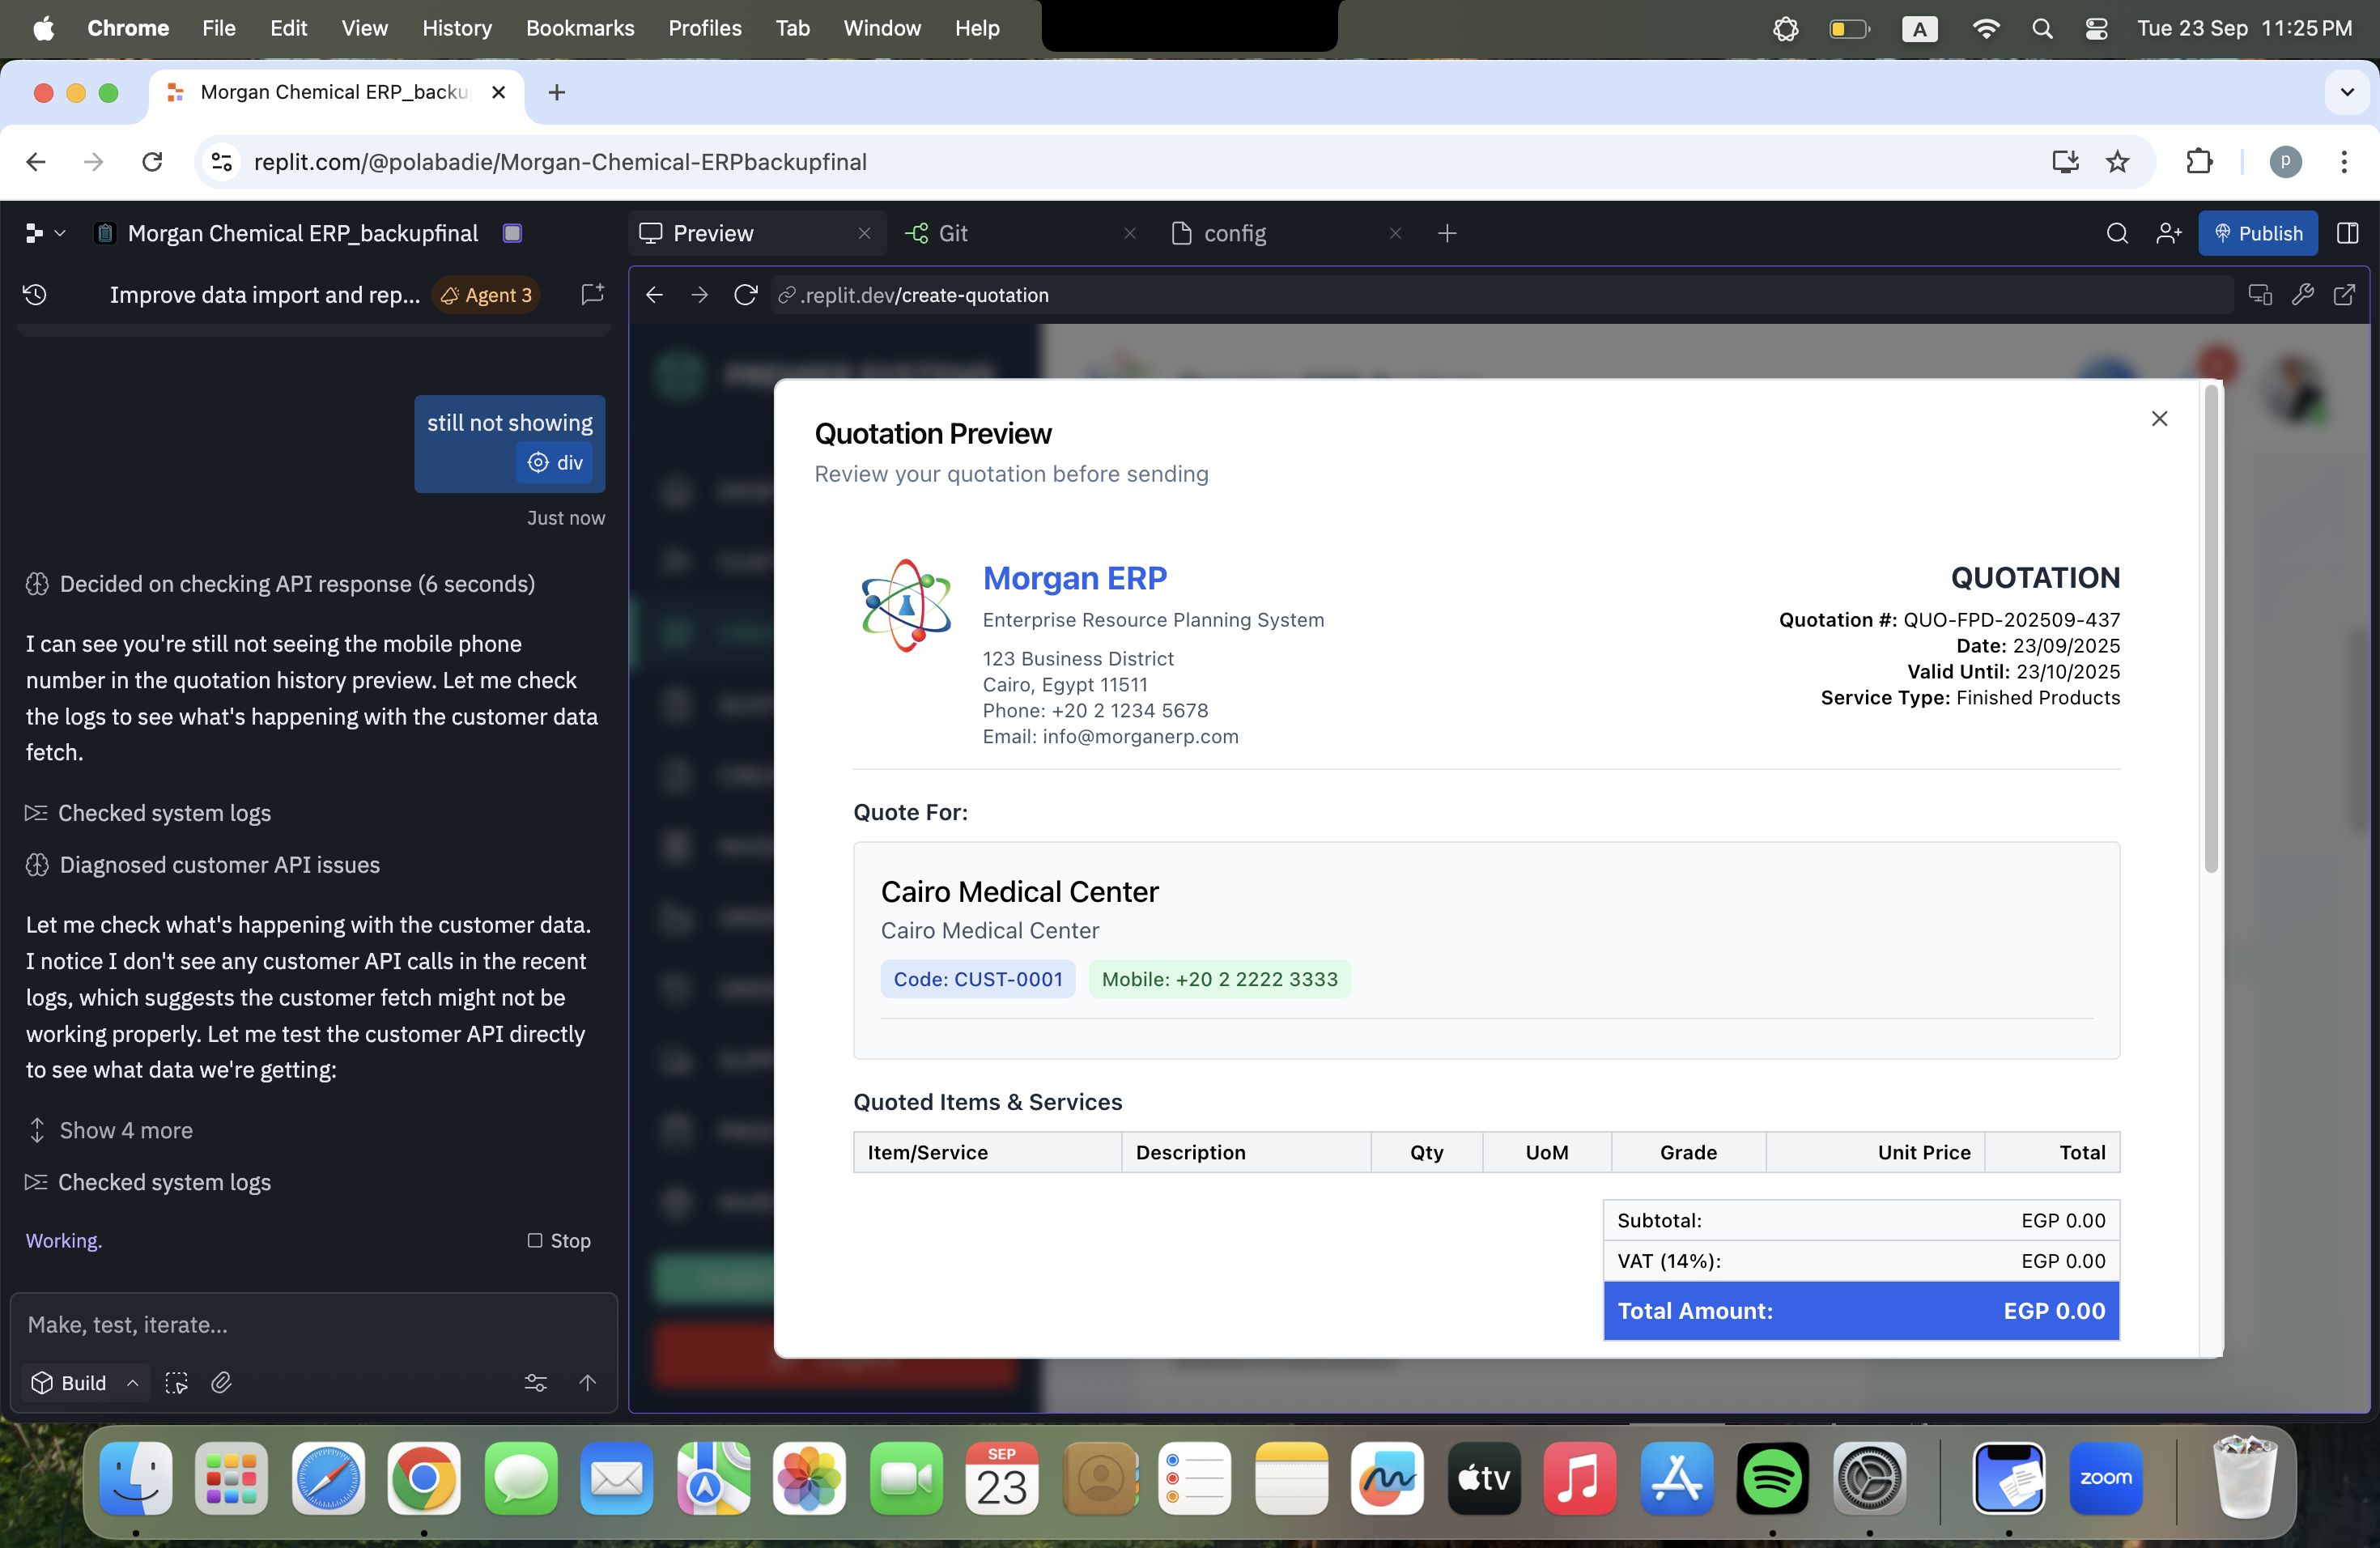 Chrome File Edit View History Bookmarks Profiles Tab Window Help
A
Tue 23 Sep 11:25 PM
Morgan Chemical ERP_backu
replit.com/@polabadie/Morgan-Chemical-ERPbackupfinal
p
Morgan Chemical ERP_backupfinal
Preview
Git
config
Publish
Improve data import and rep...
Agent 3
.replit.dev/create-quotation
still not showing
div
Just now
Decided on checking API response (6 seconds)
I can see you're still not seeing the mobile phone
number in the quotation history preview. Let me check
the logs to see what's happening with the customer data
fetch.
Checked system logs
Diagnosed customer API issues
Let me check what's happening with the customer data.
I notice I don't see any customer API calls in the recent
logs, which suggests the customer fetch might not be
working properly. Let me test the customer API directly
to see what data we're getting:
Show 4 more
Checked system logs
Working.
Stop
Make, test, iterate...
Build
Quotation Preview
Review your quotation before sending
Morgan ERP
Enterprise Resource Planning System
123 Business District
Cairo, Egypt 11511
Phone: +20 2 1234 5678
Email: info@morganerp.com
QUOTATION
Quotation #: QUO-FPD-202509-437
Date: 23/09/2025
Valid Until: 23/10/2025
Service Type: Finished Products
Quote For:
Cairo Medical Center
Cairo Medical Center
Code: CUST-0001
Mobile: +20 2 2222 3333
Quoted Items & Services
Item/Service Description Qty UoM Grade Unit Price Total
Subtotal: EGP 0.00
VAT (14%): EGP 0.00
Total Amount: EGP 0.00
SEP
23
tv
zoom